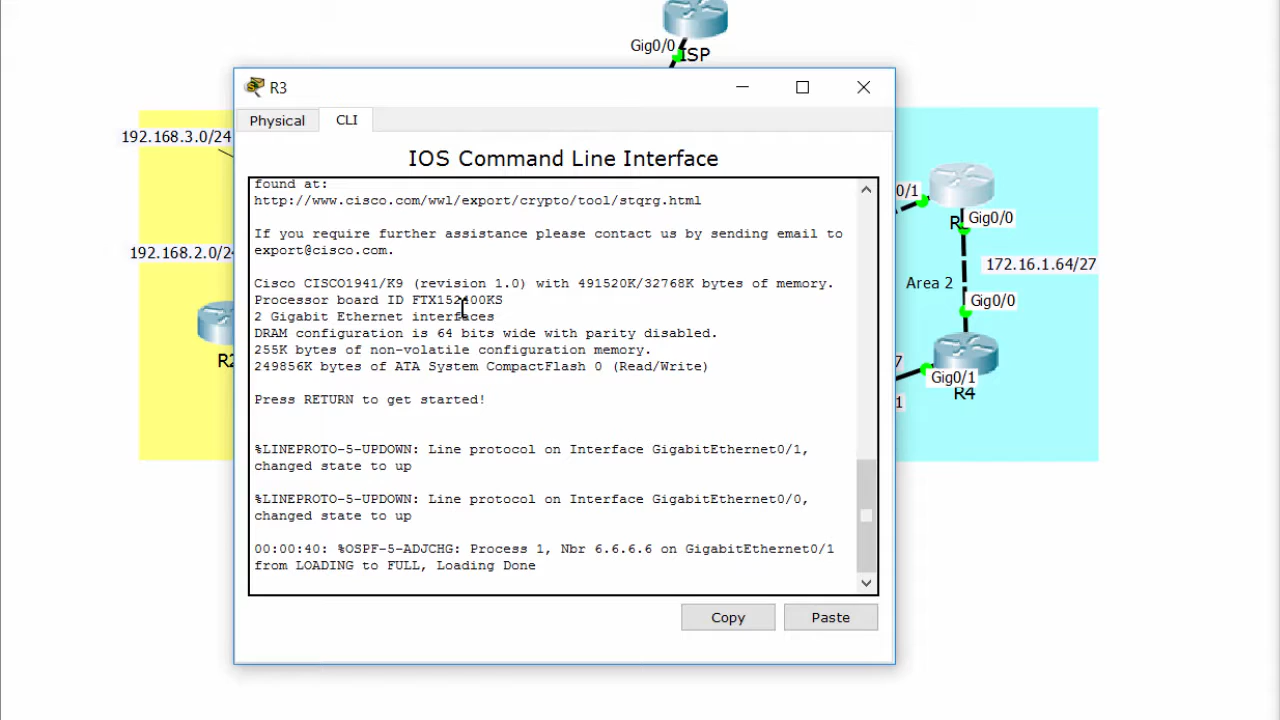 Gig0/0
ISP
R3
Physical
CLI
IOS Command Line Interface
found at:
http://www.cisco.com/wwl/export/crypto/tool/stqrg.html
If you require further assistance please contact us by sending email to
export@cisco.com.
Cisco CISCO1941/K9 (revision 1.0) with 491520K/32768K bytes of memory.
Processor board ID FTX152400KS
2 Gigabit Ethernet interfaces
DRAM configuration is 64 bits wide with parity disabled.
255K bytes of non-volatile configuration memory.
249856K bytes of ATA System CompactFlash 0 (Read/Write)
Press RETURN to get started!
%LINEPROTO-5-UPDOWN: Line protocol on Interface GigabitEthernet0/1,
changed state to up
%LINEPROTO-5-UPDOWN: Line protocol on Interface GigabitEthernet0/0,
changed state to up
00:00:40: %OSPF-5-ADJCHG: Process 1, Nbr 6.6.6.6 on GigabitEthernet0/1
from LOADING to FULL, Loading Done
Copy
Paste
192.168.3.0/24
192.168.2.0/24
0/1
Gig0/0
172.16.1.64/27
Area 2
Gig0/0
7
Gig0/1
1
R4